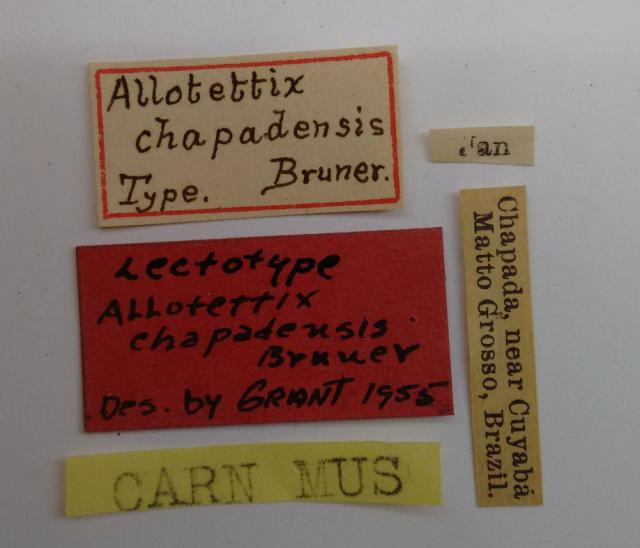 Allotettix
chapadensis
Type. Bruner.
Jan
Lectotype
Allotettix
chapadensis
Bruner
Des. by GRANT 1955
Chapada, near Cuyabá
Matto Grosso, Brazil.
CARN MUS